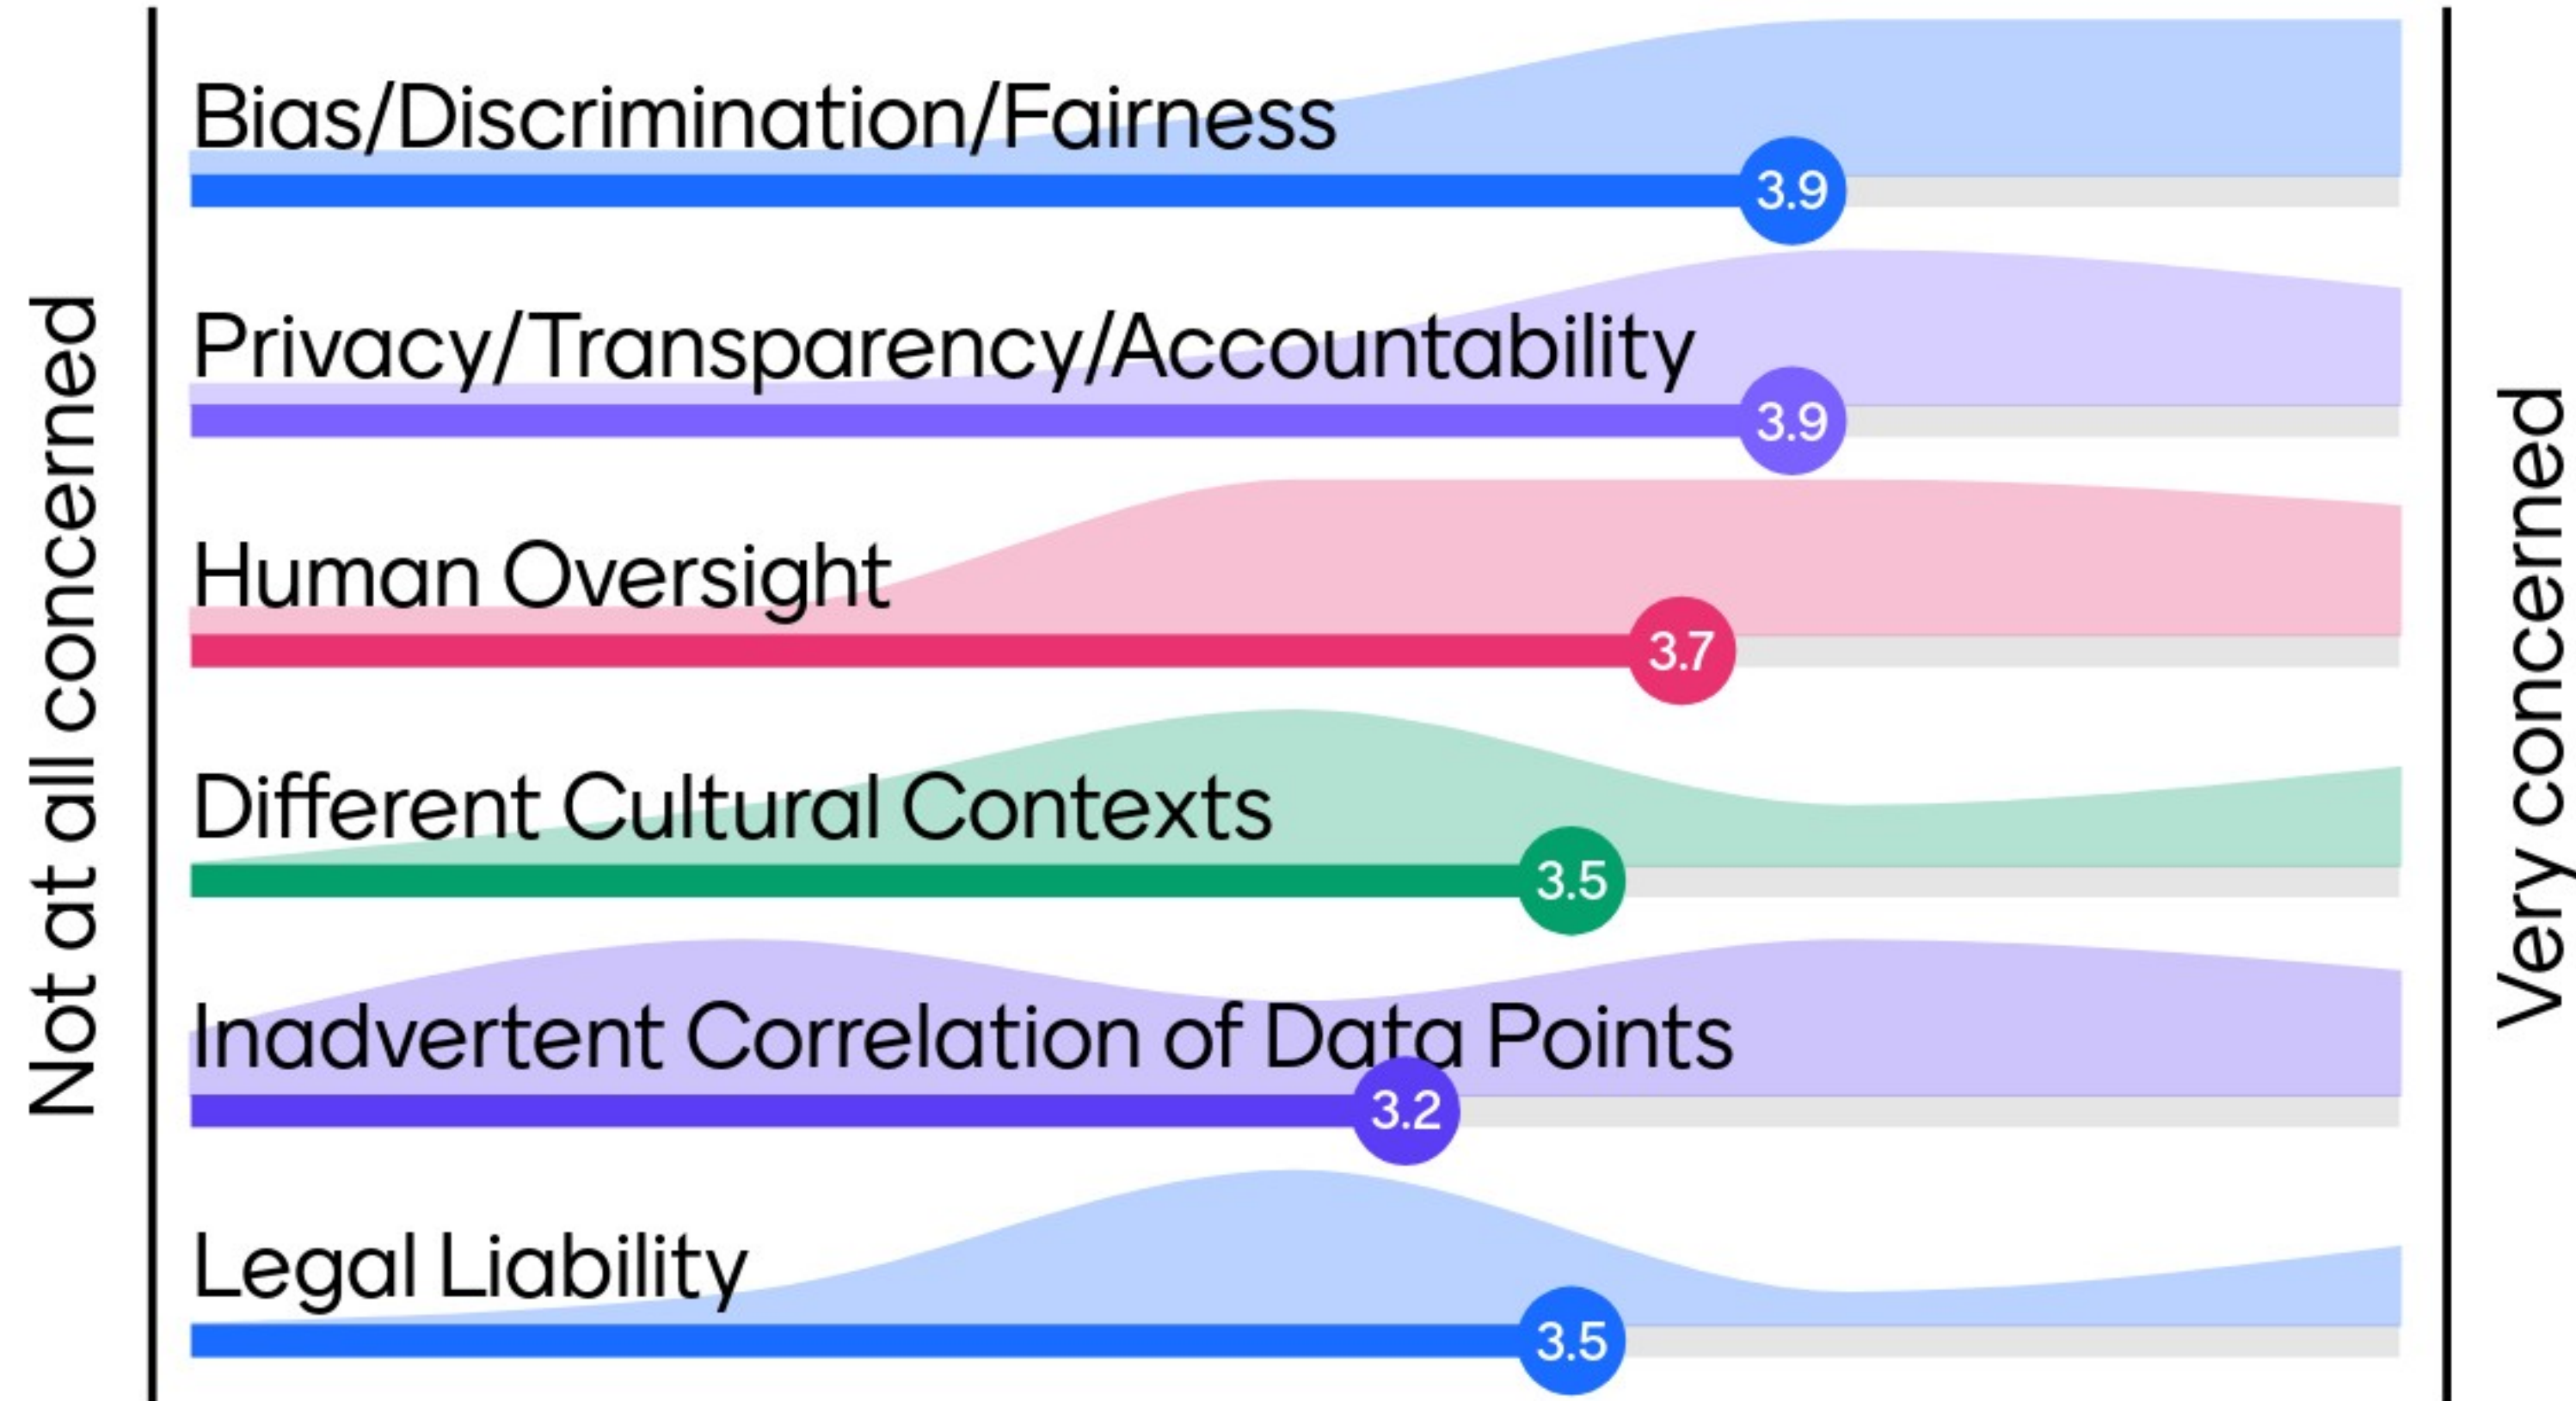 Not at all concerned
Bias/Discrimination/Fairness
3.9
Privacy/Transparency/Accountability
3.9
Human Oversight
3.7
Different Cultural Contexts
3.5
Inadvertent Correlation of Data Points
3.2
Legal Liability
3.5
Very concerned